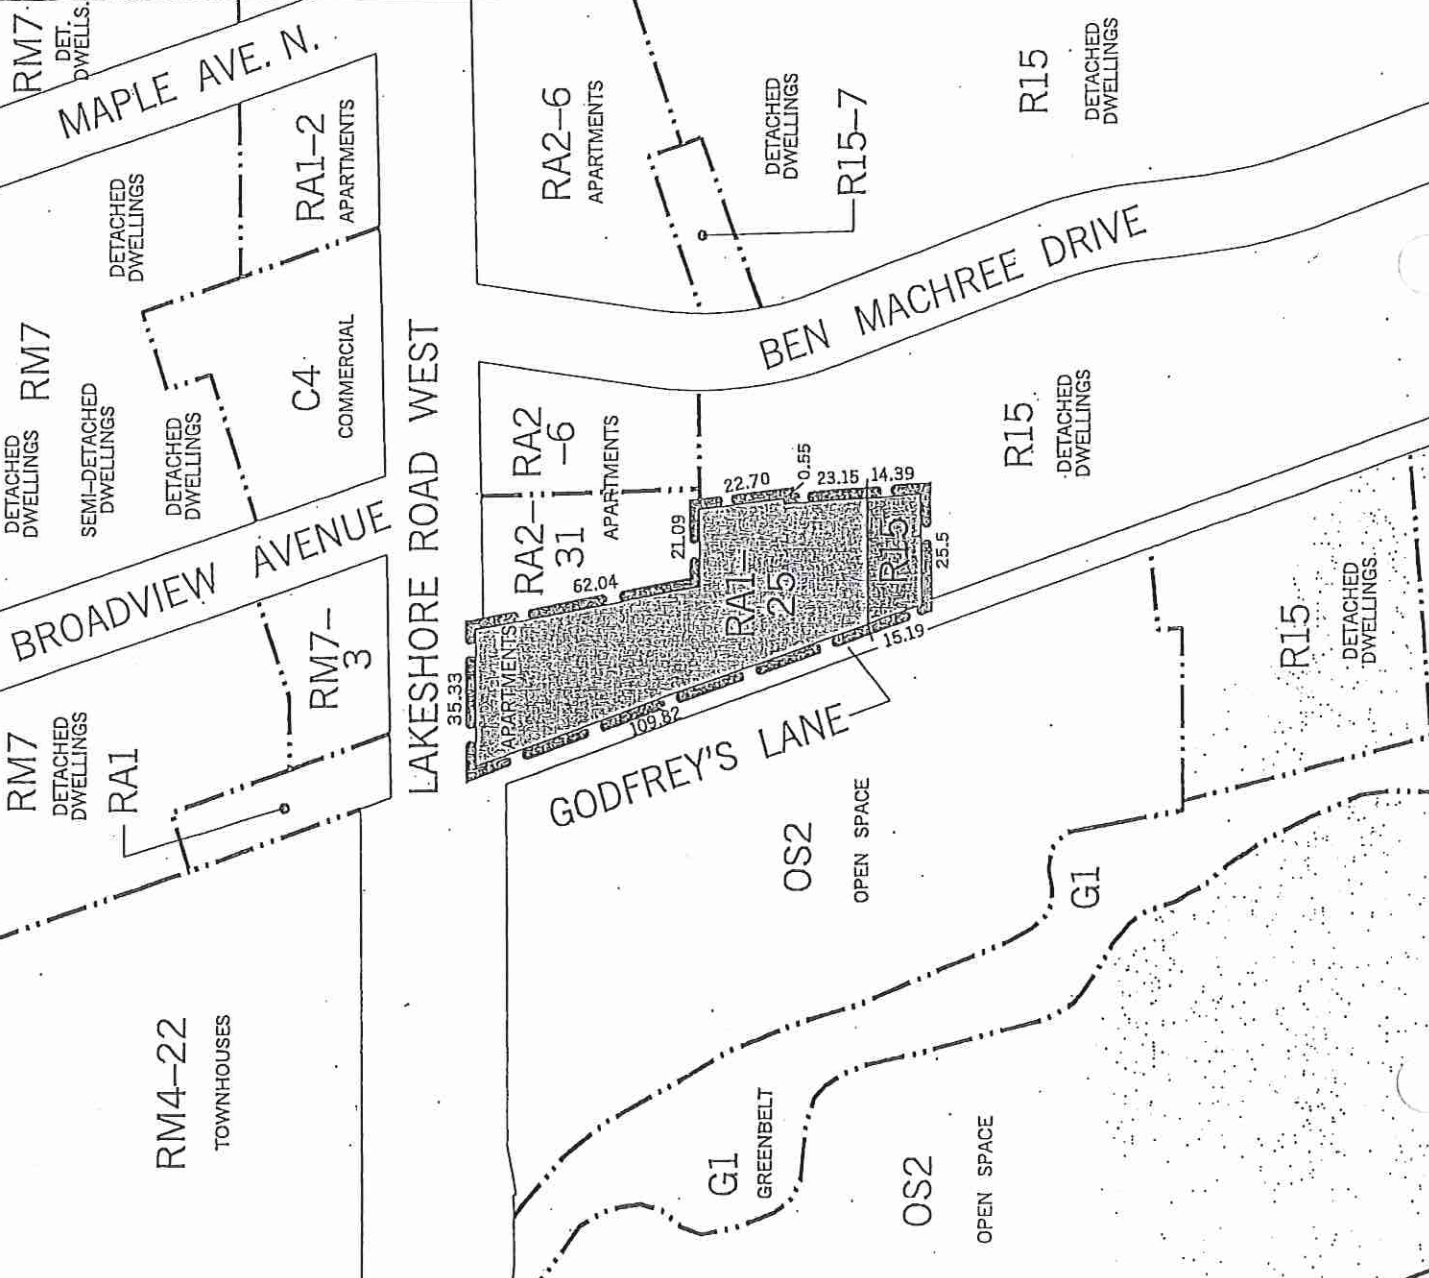 RM7
DET.
DWELLS.
MAPLE AVE. N.
RA1-2
APARTMENTS
DETACHED
DWELLINGS
RM7
DETACHED
DWELLINGS
SEMI-DETACHED
DWELLINGS
DETACHED
DWELLINGS
C4
COMMERCIAL
BROADVIEW AVENUE
LAKESHORE ROAD WEST
RM7-
3
RM7
DETACHED
DWELLINGS
RA1
RM4-22
TOWNHOUSES
RA2-6
APARTMENTS
DETACHED
DWELLINGS
R15-7
R15
DETACHED
DWELLINGS
BEN MACHREE DRIVE
RA2
-6
APARTMENTS
RA2-
31
APARTMENTS
R15
DETACHED
DWELLINGS
22.70
0.55
23.15
14.39
21.09
62.04
25.5
35.33
109.82
15.19
RA1-
25
APARTMENTS
R15
GODFREY'S LANE
OS2
OPEN SPACE
R15
DETACHED
DWELLINGS
G1
G1
GREENBELT
OS2
OPEN SPACE